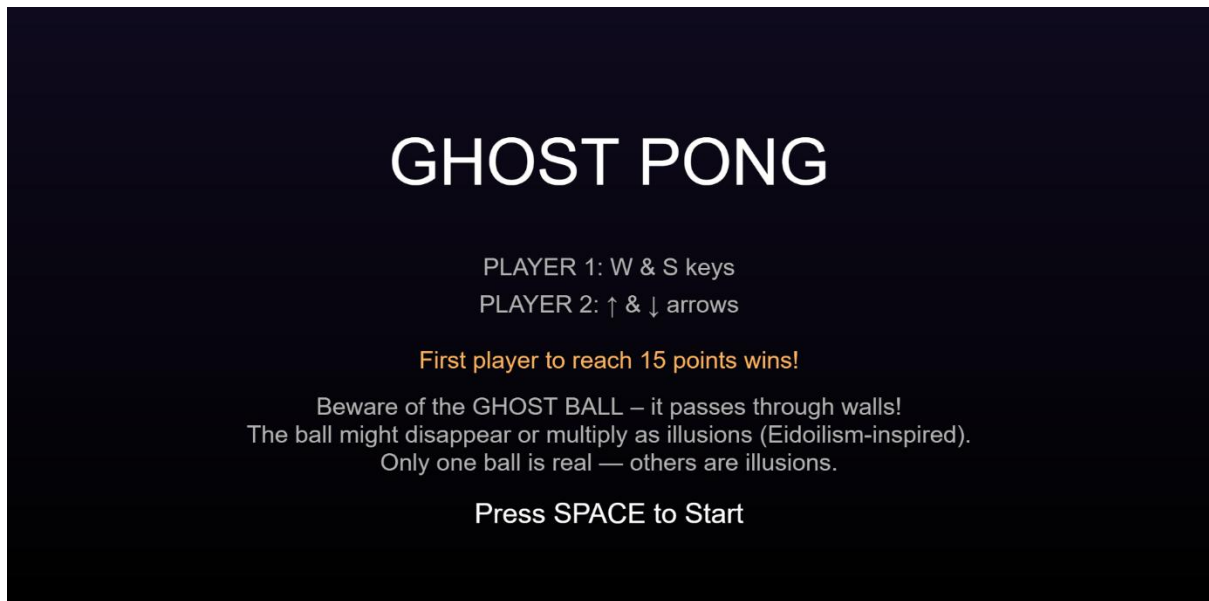 GHOST PONG
PLAYER 1: W & S keys
PLAYER 2: ↑ & ↓ arrows
First player to reach 15 points wins!
Beware of the GHOST BALL – it passes through walls!
The ball might disappear or multiply as illusions (Eidoilism-inspired).
Only one ball is real — others are illusions.
Press SPACE to Start